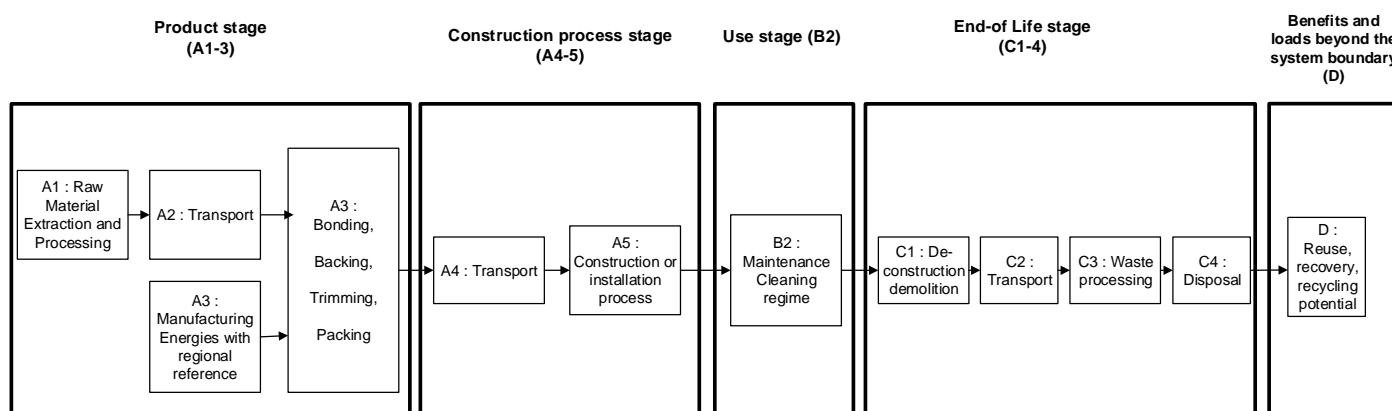 Product stage
(A1-3)
Construction process stage
(A4-5)
Use stage (B2)
End-of Life stage
(C1-4)
Benefits and
loads beyond the
system boundary
(D)
A1 : Raw
Material
Extraction and
Processing
A2 : Transport
A3 :
Manufacturing
Energies with
regional
reference
A3 :
Bonding,
Backing,
Trimming,
Packing
A4 : Transport
A5 :
Construction or
installation
process
B2 :
Maintenance
Cleaning
regime
C1 : De-
construction
demolition
C2 :
Transport
C3 : Waste
processing
C4 :
Disposal
D :
Reuse,
recovery,
recycling
potential